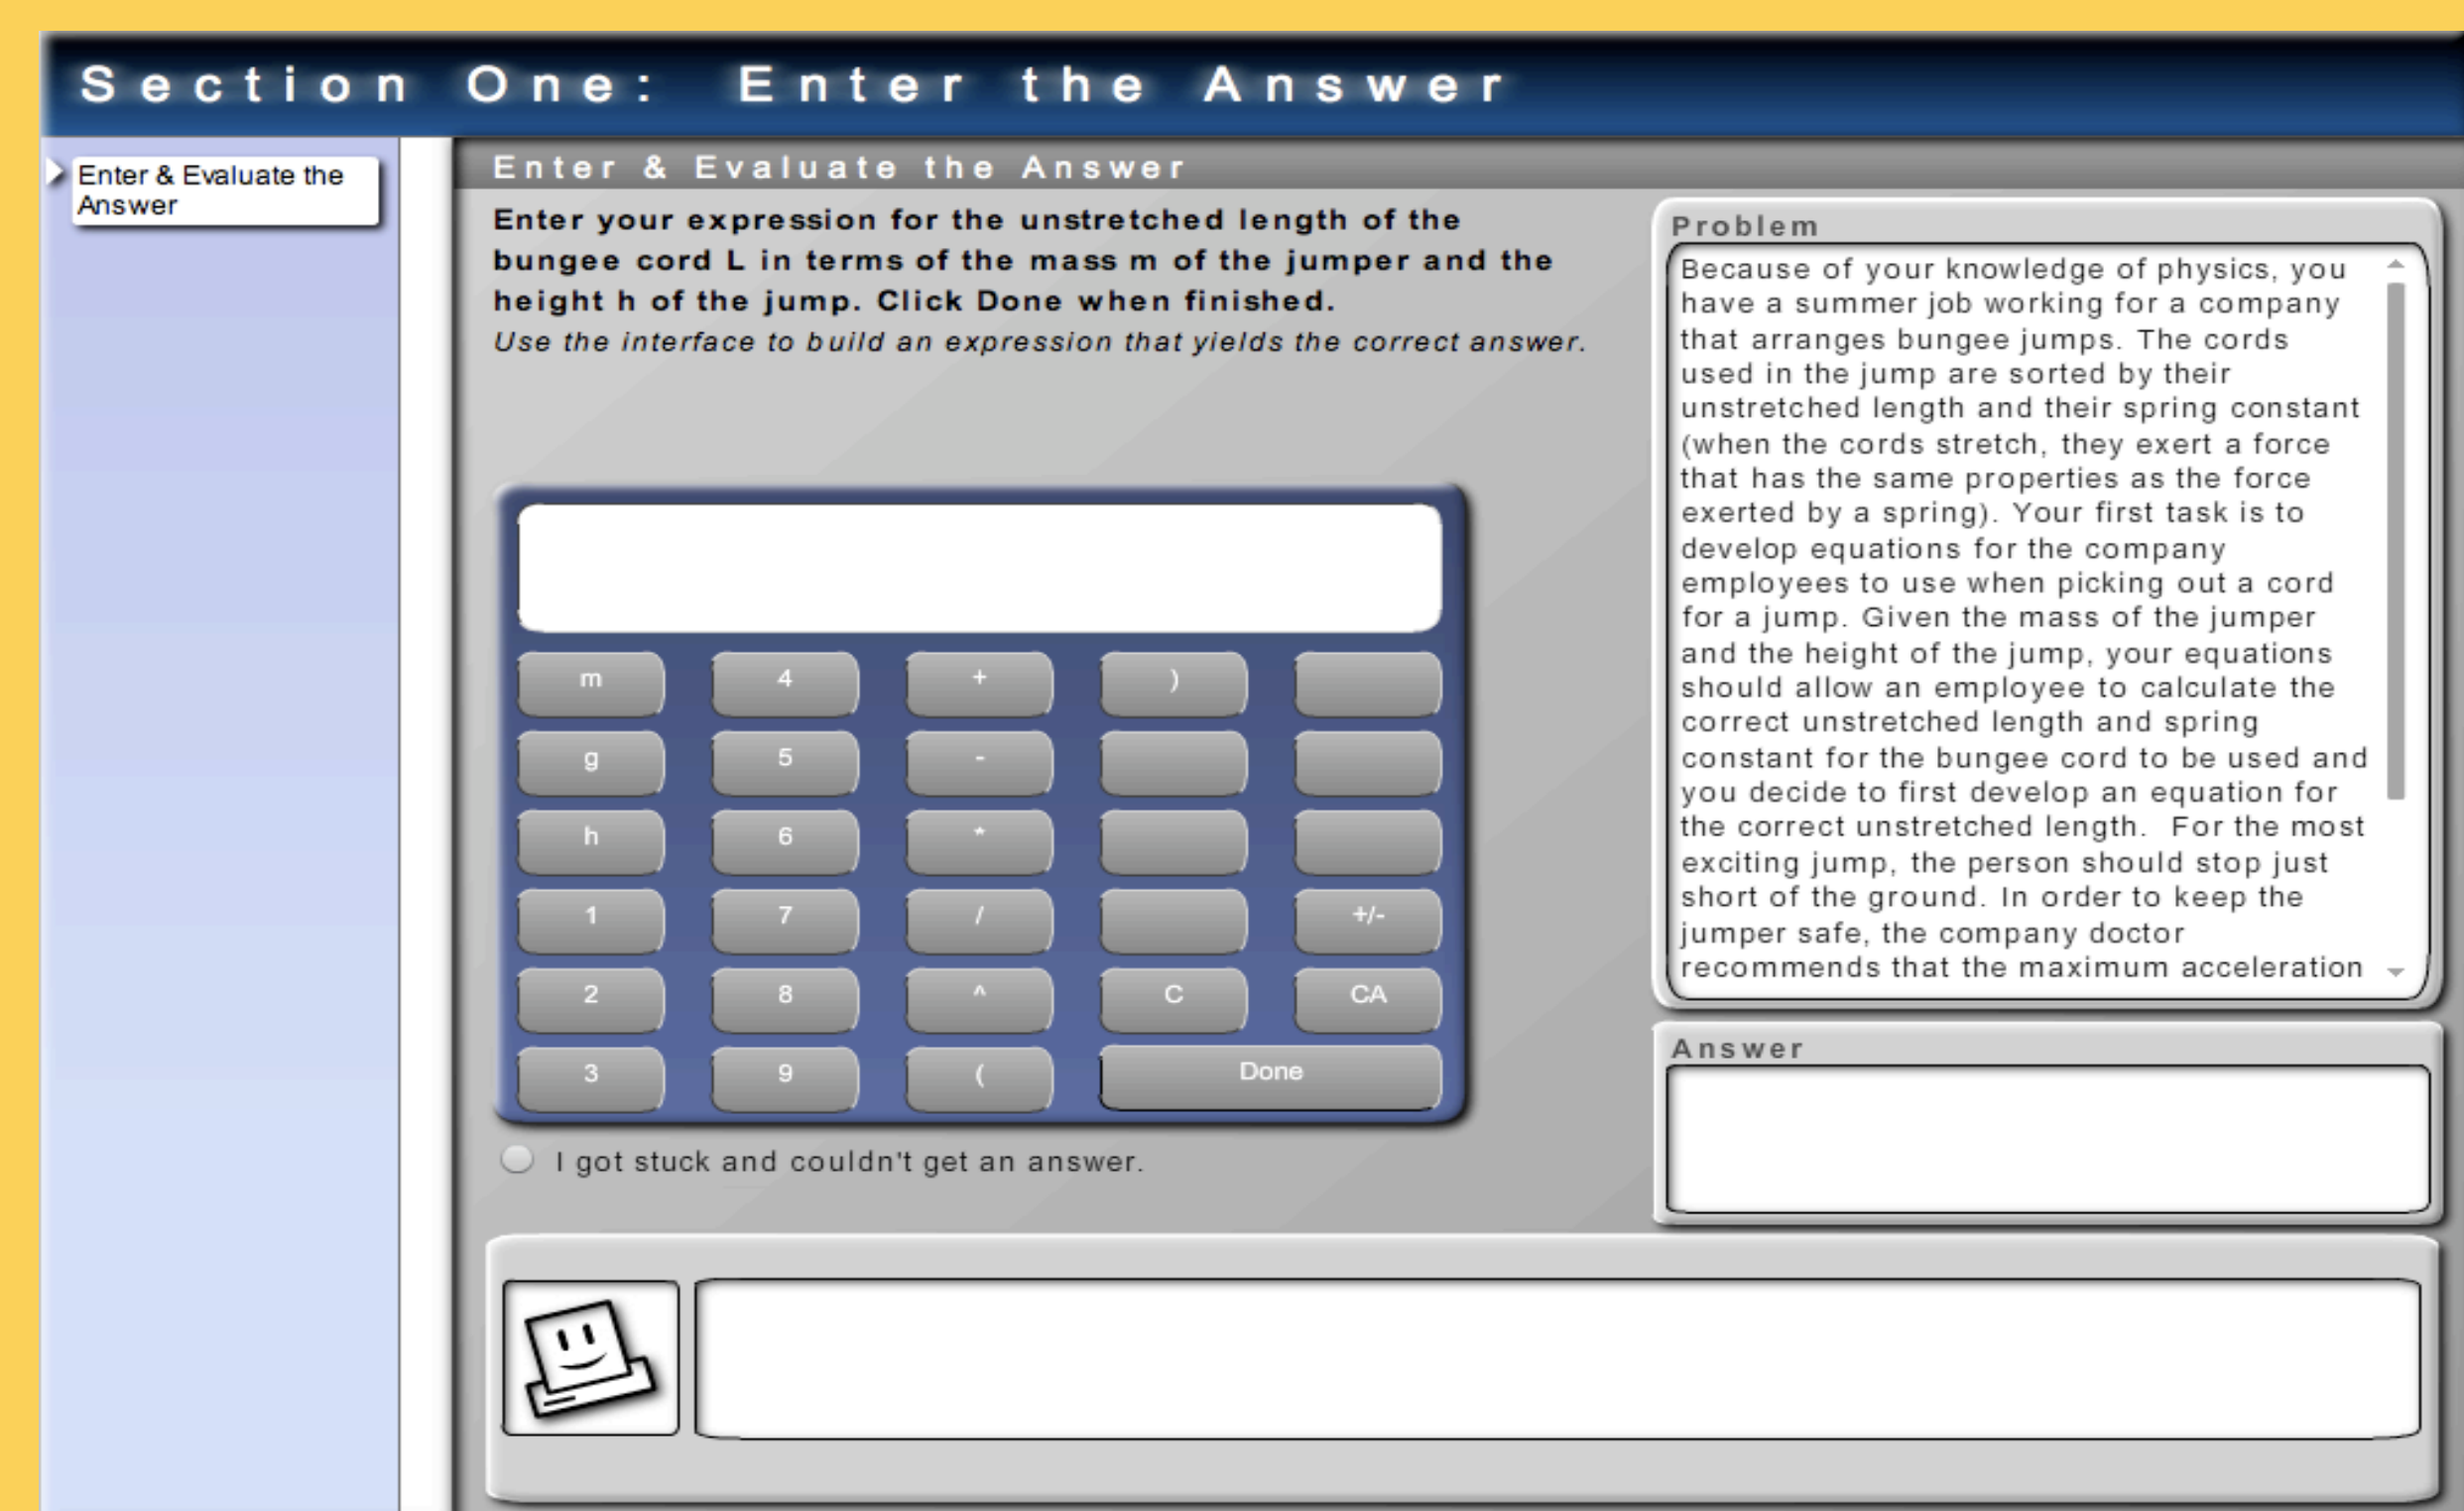 Section One: Enter the Answer
Enter & Evaluate the
Answer
Enter & Evaluate the Answer
Enter your expression for the unstretched length of the
bungee cord L in terms of the mass m of the jumper and the
height h of the jump. Click Done when finished.
Use the interface to build an expression that yields the correct answer.
m 4 + )
g 5 -
h 6 *
1 7 / +/-
2 8 ^ C CA
3 9 ( Done
I got stuck and couldn't get an answer.
Problem
Because of your knowledge of physics, you
have a summer job working for a company
that arranges bungee jumps. The cords
used in the jump are sorted by their
unstretched length and their spring constant
(when the cords stretch, they exert a force
that has the same properties as the force
exerted by a spring). Your first task is to
develop equations for the company
employees to use when picking out a cord
for a jump. Given the mass of the jumper
and the height of the jump, your equations
should allow an employee to calculate the
correct unstretched length and spring
constant for the bungee cord to be used and
you decide to first develop an equation for
the correct unstretched length. For the most
exciting jump, the person should stop just
short of the ground. In order to keep the
jumper safe, the company doctor
recommends that the maximum acceleration
Answer